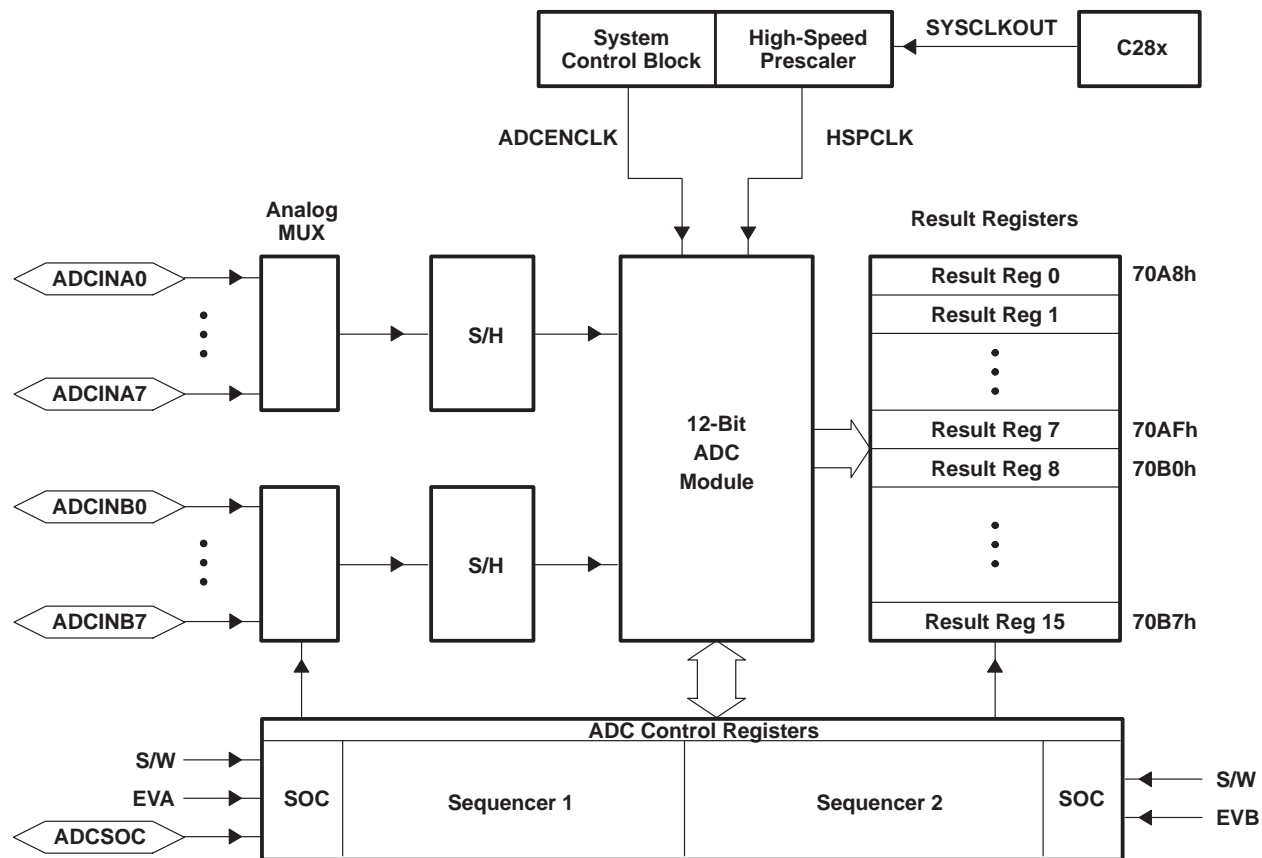 System
Control Block
High-Speed
Prescaler
SYSCLKOUT
C28x
ADCENCLK
HSPCLK
Analog
MUX
Result Registers
ADCINA0
ADCINA7
S/H
12-Bit
ADC
Module
Result Reg 0
70A8h
Result Reg 1
Result Reg 7
70AFh
Result Reg 8
70B0h
ADCINB0
ADCINB7
S/H
Result Reg 15
70B7h
ADC Control Registers
S/W
EVA
ADCSOC
SOC
Sequencer 1
Sequencer 2
SOC
S/W
EVB